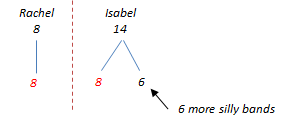 Rachel Isabel
8 14
8 8 6
6 more silly bands